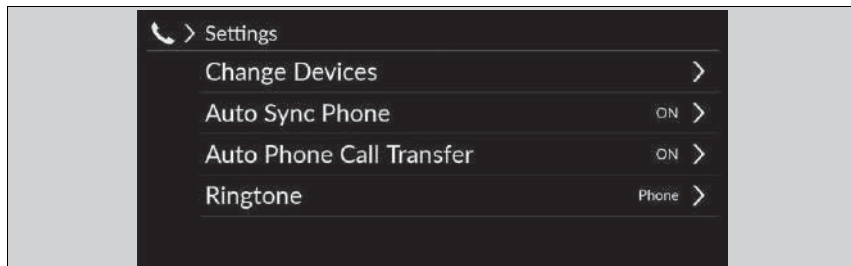 Settings
Change Devices
Auto Sync Phone ON
Auto Phone Call Transfer ON
Ringtone Phone